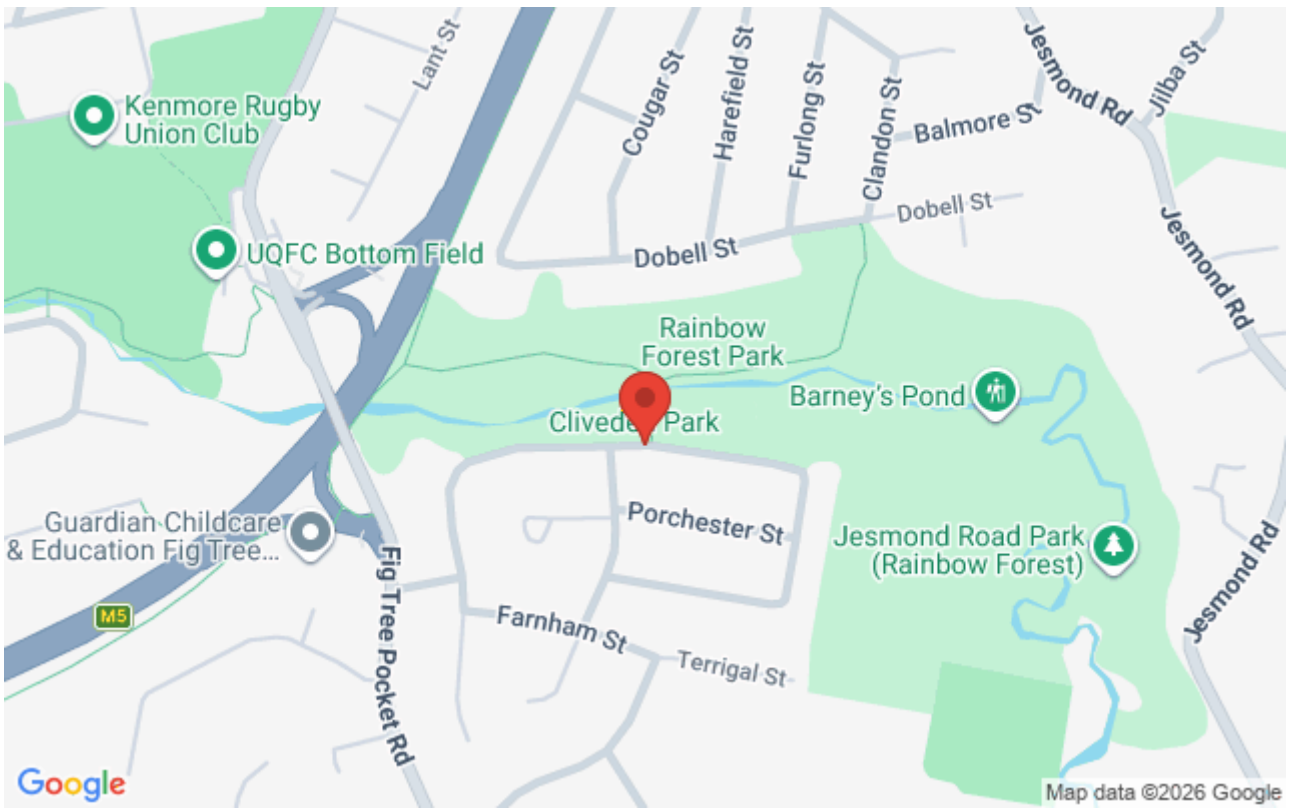 Lant St
Kenmore Rugby
Union Club
Cougar St
Harefield St
Furlong St
Clandon St
Balmore St
Jesmond Rd
Jilba St
UQFC Bottom Field
Dobell St
Dobell St
Jesmond Rd
Rainbow
Forest Park
Barney's Pond
Park
Guardian Childcare
& Education Fig Tree...
Porchester St
Jesmond Road Park
(Rainbow Forest)
Jesmond Rd
M5
Fig Tree Pocket Rd
Farnham St
Terrigal St
Google
Map data ©2026 Google